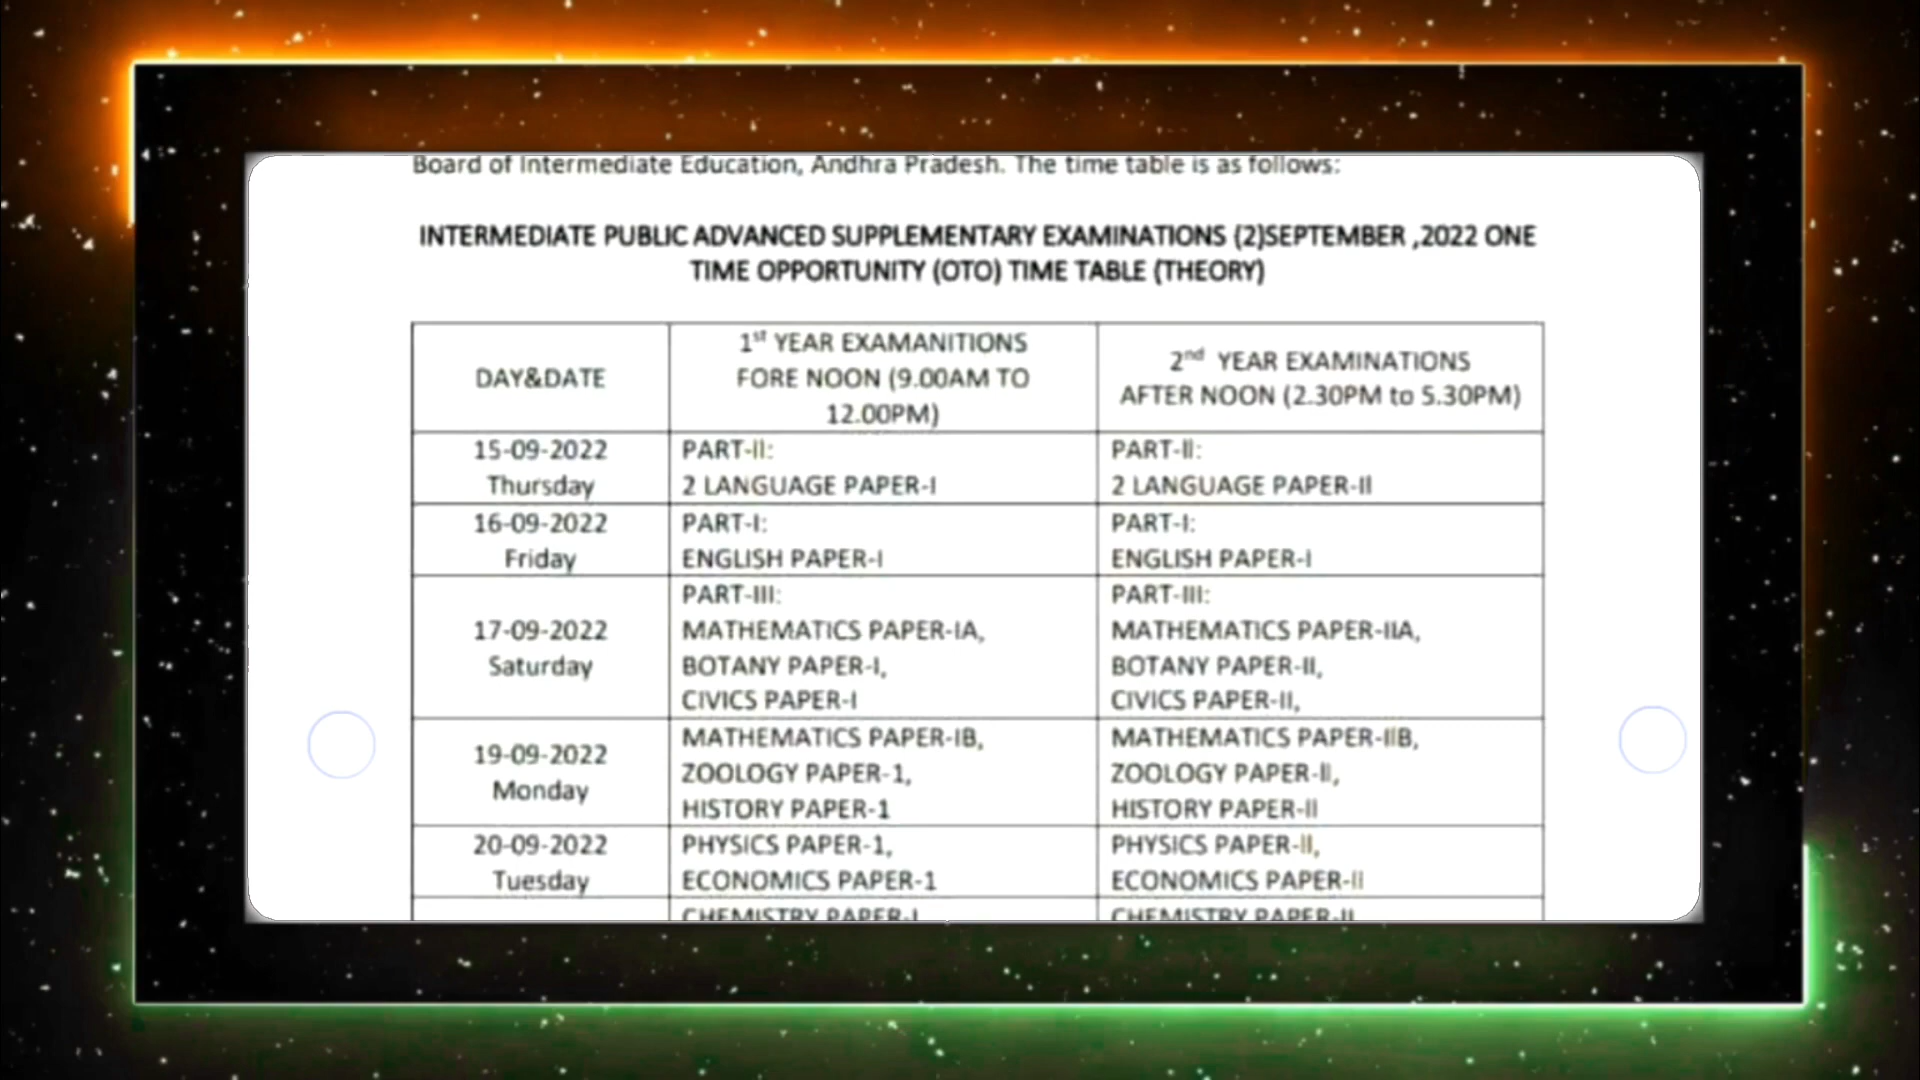 Board of Intermediate Education, Andhra Pradesh. The time table is as follows:
INTERMEDIATE PUBLIC ADVANCED SUPPLEMENTARY EXAMINATIONS (2)SEPTEMBER ,2022 ONE
TIME OPPORTUNITY (OTO) TIME TABLE (THEORY)
DAY&DATE
1st YEAR EXAMANITIONS
FORE NOON (9.00AM TO
12.00PM)
2nd YEAR EXAMINATIONS
AFTER NOON (2.30PM to 5.30PM)
15-09-2022
Thursday
PART-II:
2 LANGUAGE PAPER-I
PART-II:
2 LANGUAGE PAPER-II
16-09-2022
Friday
PART-I:
ENGLISH PAPER-I
PART-I:
ENGLISH PAPER-I
17-09-2022
Saturday
PART-III:
MATHEMATICS PAPER-IA,
BOTANY PAPER-I,
CIVICS PAPER-I
PART-III:
MATHEMATICS PAPER-IIA,
BOTANY PAPER-II,
CIVICS PAPER-II,
19-09-2022
Monday
MATHEMATICS PAPER-IB,
ZOOLOGY PAPER-1,
HISTORY PAPER-1
MATHEMATICS PAPER-IIB,
ZOOLOGY PAPER-II,
HISTORY PAPER-II
20-09-2022
Tuesday
PHYSICS PAPER-1,
ECONOMICS PAPER-1
PHYSICS PAPER-II,
ECONOMICS PAPER-II
CHEMISTRY PAPER-I
CHEMISTRY PAPER-II